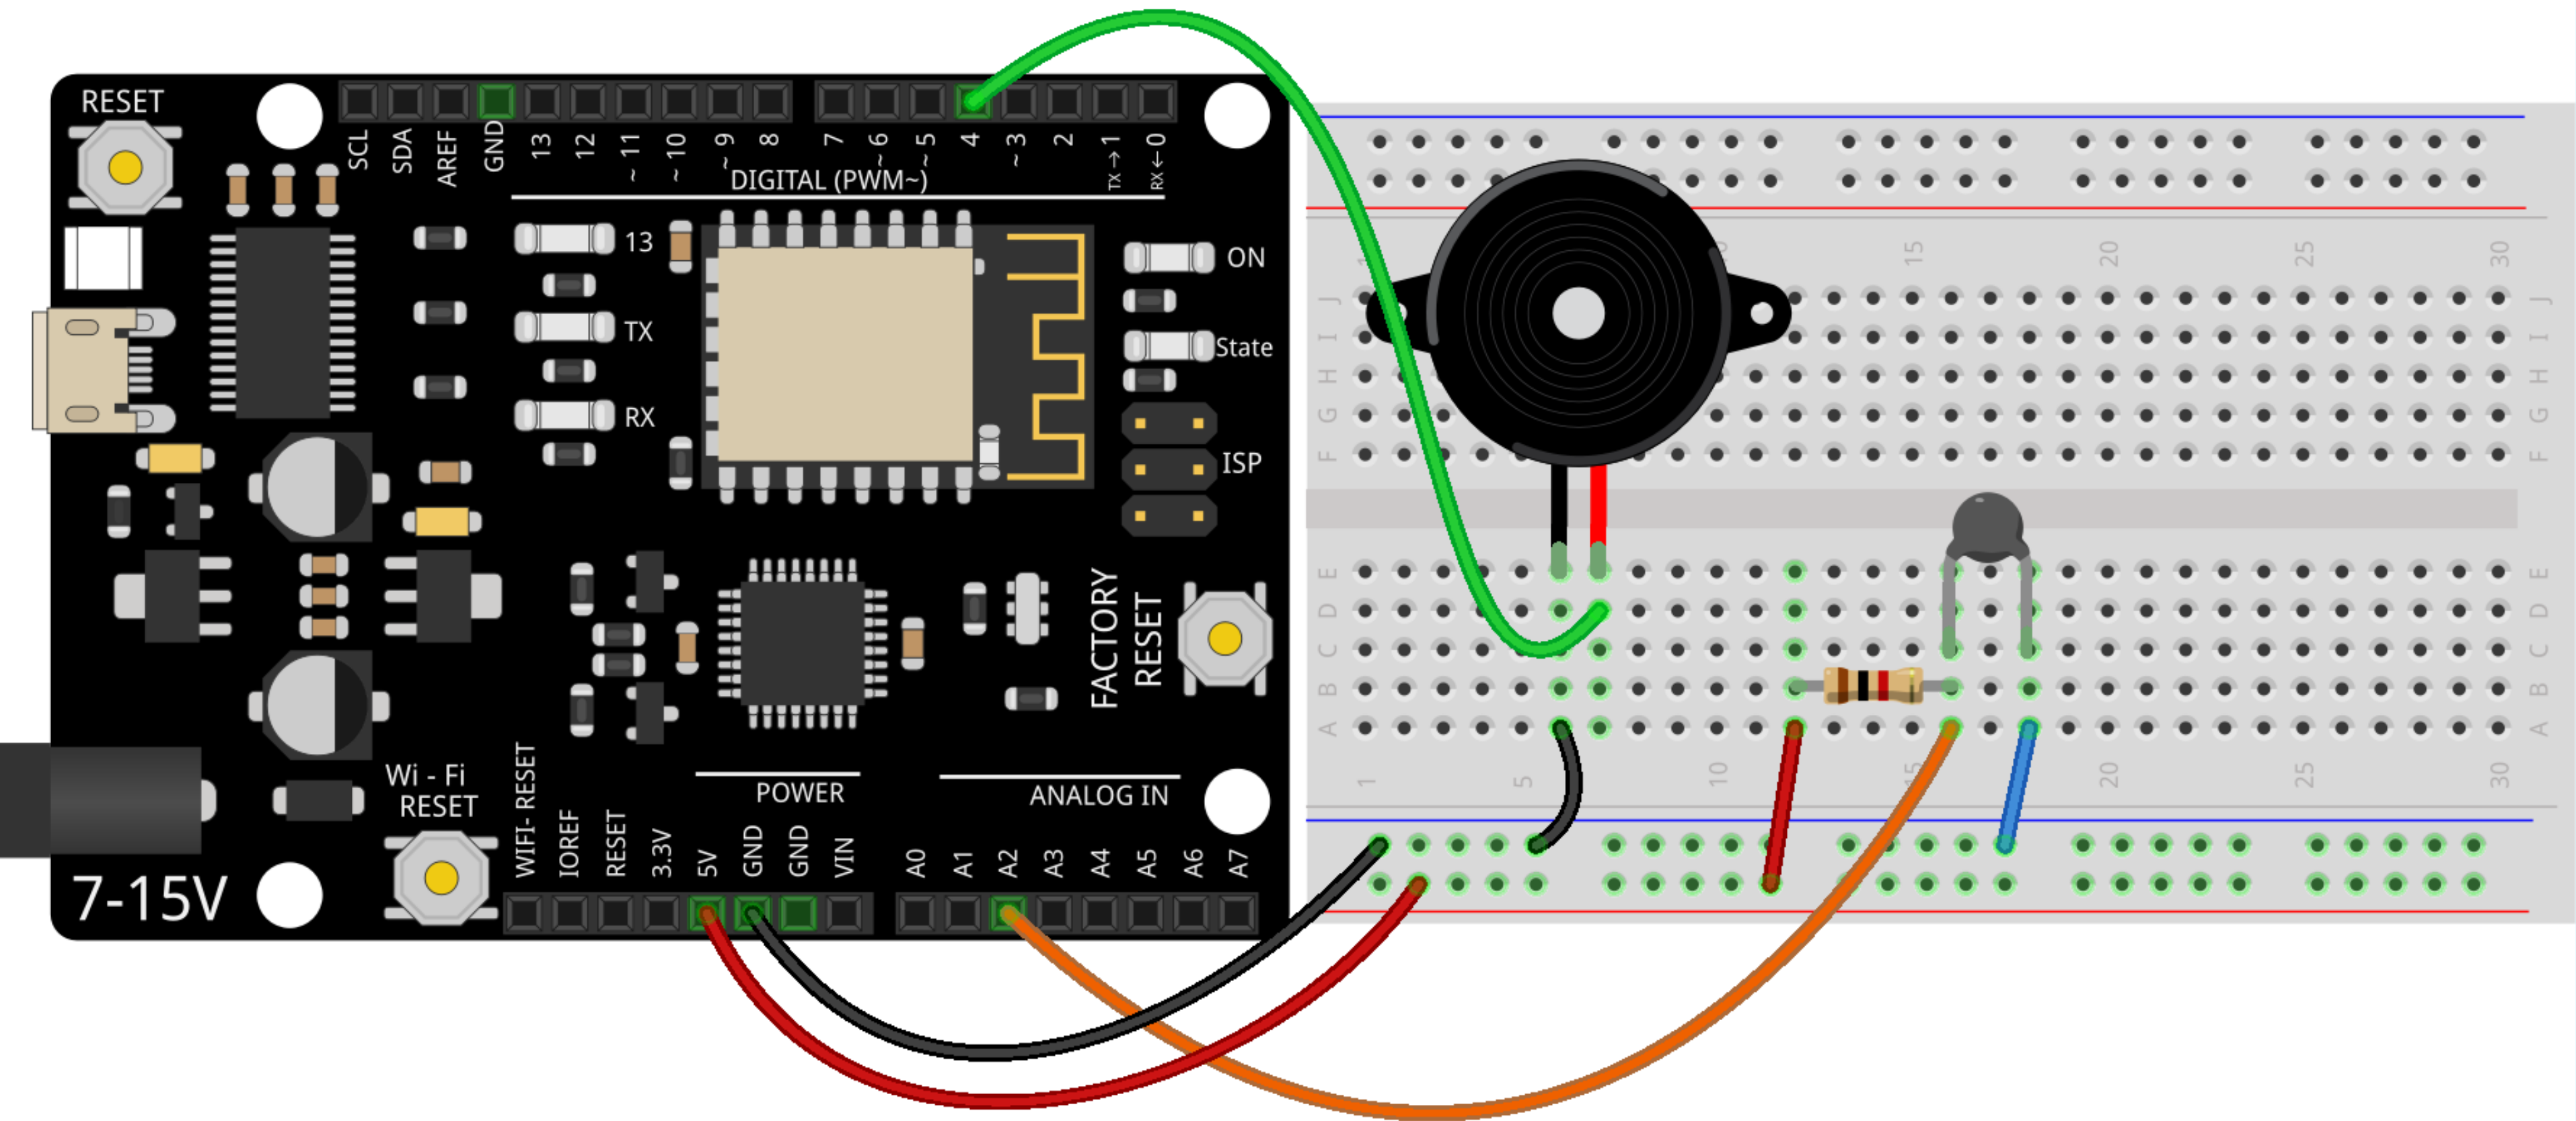 RESET
SCL
SDA
AREF
GND
13
12
~ 11
~ 10
~ 9
8
7
~6
~ 5
4
~ 3
2
TX → 1
RX ← 0
DIGITAL (PWM~)
13
TX
RX
ON
State
ISP
FACTORY
RESET
Wi - Fi
RESET
7-15V
POWER
ANALOG IN
WIFI- RESET
IOREF
RESET
3.3V
5V
GND
GND
VIN
A0
A1
A2
A3
A4
A5
A6
A7
10
15
20
25
30
J
I
H
G
F
E
D
C
B
A
J
I
H
G
F
E
D
C
B
A
1
5
10
15
20
25
30